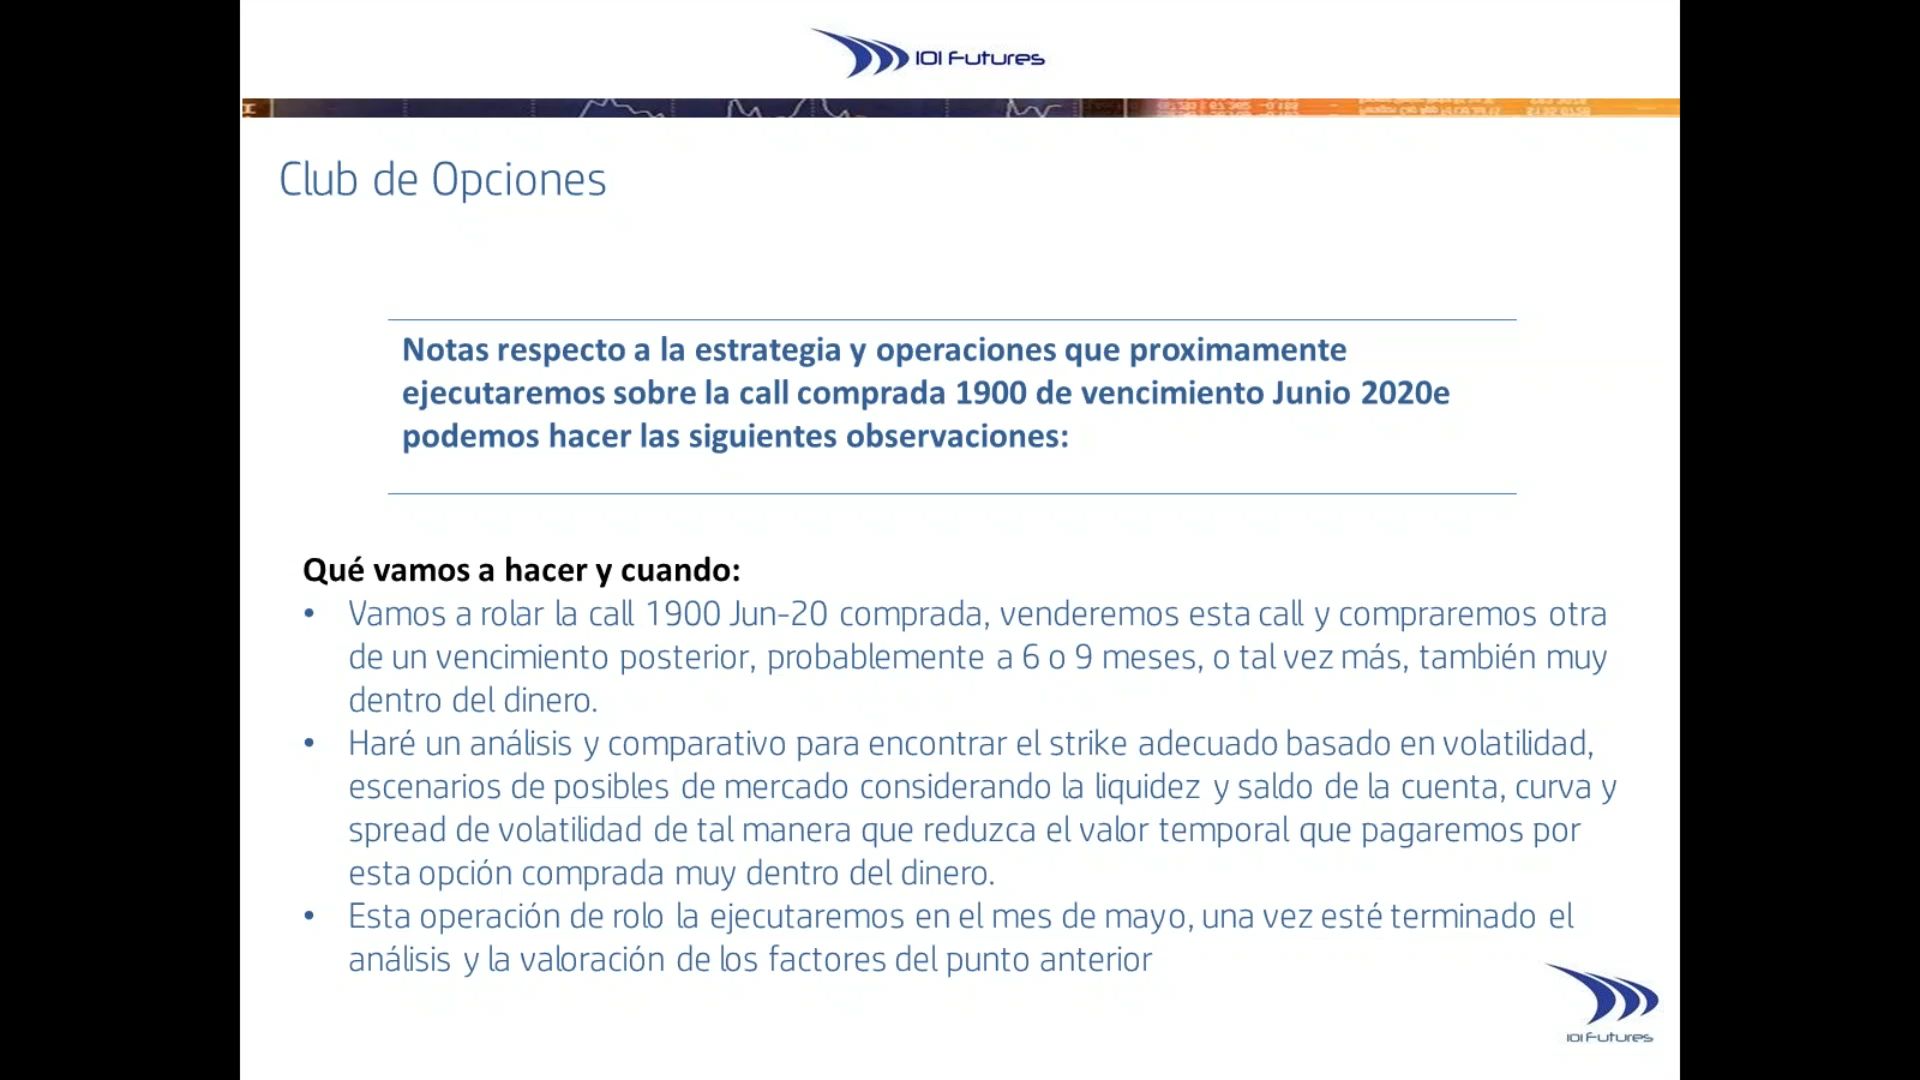 101 Futures
Club de Opciones
Notas respecto a la estrategia y operaciones que proximamente
ejecutaremos sobre la call comprada 1900 de vencimiento Junio 2020e
podemos hacer las siguientes observaciones:
Qué vamos a hacer y cuando:
• Vamos a rolar la call 1900 Jun-20 comprada, venderemos esta call y compraremos otra
de un vencimiento posterior, probablemente a 6 o 9 meses, o tal vez más, también muy
dentro del dinero.
• Haré un análisis y comparativo para encontrar el strike adecuado basado en volatilidad,
escenarios de posibles de mercado considerando la liquidez y saldo de la cuenta, curva y
spread de volatilidad de tal manera que reduzca el valor temporal que pagaremos por
esta opción comprada muy dentro del dinero.
• Esta operación de rolo la ejecutaremos en el mes de mayo, una vez esté terminado el
análisis y la valoración de los factores del punto anterior
101 Futures